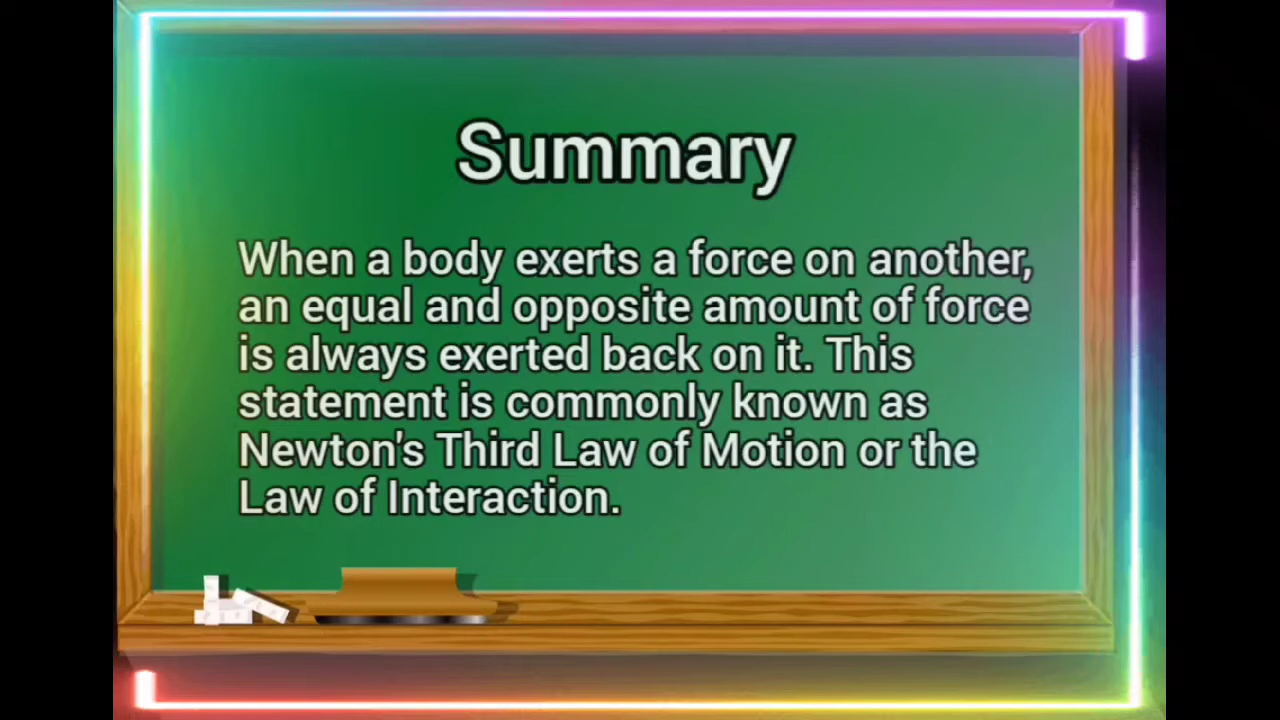 Summary
When a body exerts a force on another,
an equal and opposite amount of force
is always exerted back on it. This
statement is commonly known as
Newton's Third Law of Motion or the
Law of Interaction.